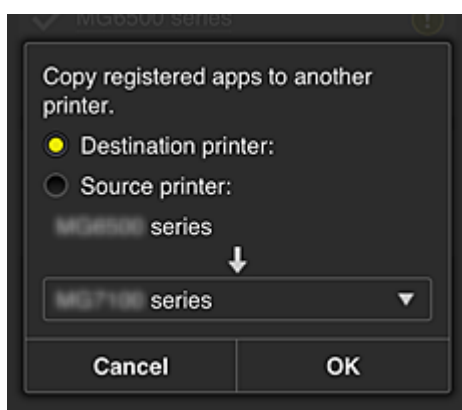 MG6500 series
Copy registered apps to another
printer.
Destination printer:
Source printer:
series
series
Cancel
OK